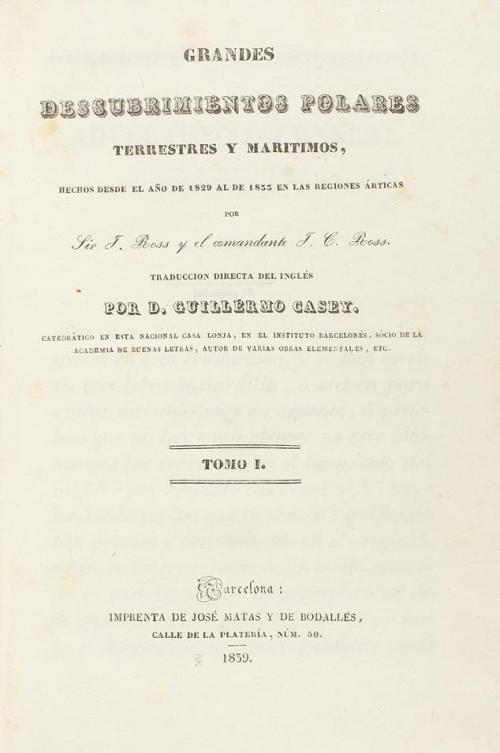 GRANDES
DESCUBRIMIENTOS POLARES
TERRESTRES Y MARITIMOS,
HECHOS DESDE EL AÑO DE 1829 AL DE 1833 EN LAS REGIONES ÁRTICAS
POR
Sir J. Ross y el comandante J. C. Ross.
TRADUCCION DIRECTA DEL INGLÉS
POR D. GUILLERMO CASEY.
CATEDRÁTICO EN ESTA NACIONAL CASA LONJA, EN EL INSTITUTO BARCELONÉS, SÓCIO DE LA
ACADEMIA DE BUENAS LETRAS, AUTOR DE VARIAS OBRAS ELEMENTALES, ETC.
TOMO I.
Barcelona:
IMPRENTA DE JOSÉ MATAS Y DE BODALLÉS,
CALLE DE LA PLATERÍA, NÚM. 50.
1839.